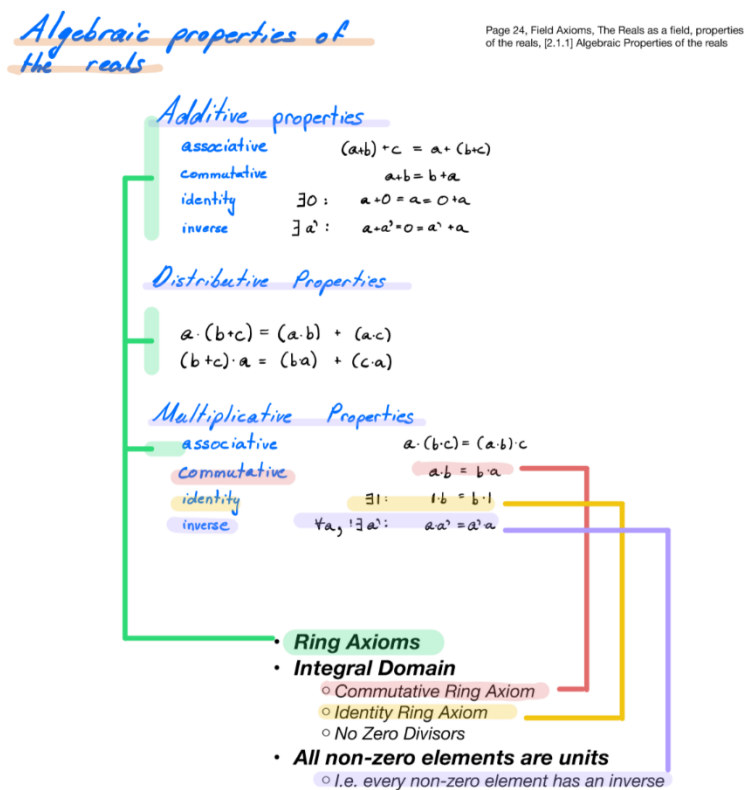 Algebraic properties of
the reals
Page 24, Field Axioms, The Reals as a field, properties
of the reals, [2.1.1] Algebraic Properties of the reals
Additive properties
associative (a+b)+c = a+(b+c)
commutative a+b=b+a
identity ∃0: a+0=a=0+a
inverse ∃a': a+a'=0=a'+a
Distributive Properties
a·(b+c) = (a·b) + (a·c)
(b+c)·a = (b·a) + (c·a)
Multiplicative Properties
associative a·(b·c)=(a·b)·c
commutative a·b = b·a
identity ∃1: 1·b = b·1
inverse ∀a, !∃a': a·a'=a'·a
• Ring Axioms
• Integral Domain
○ Commutative Ring Axiom
○ Identity Ring Axiom
○ No Zero Divisors
• All non-zero elements are units
○ I.e. every non-zero element has an inverse